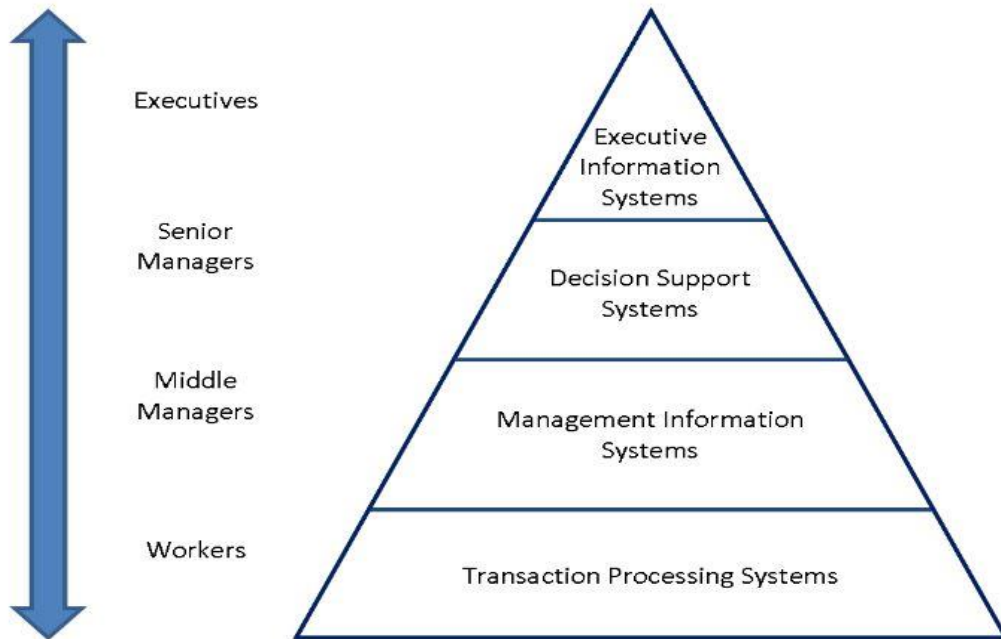 Executives
Executive
Information
Systems
Senior
Managers
Decision Support
Systems
Middle
Managers
Management Information
Systems
Workers
Transaction Processing Systems